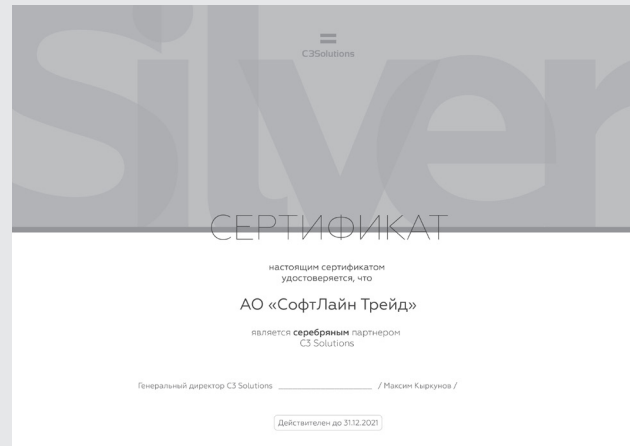 Silver
C3Solutions
СЕРТИФИКАТ
настоящим сертификатом
удостоверяется, что
АО «СофтЛайн Трейд»
является серебряным партнером
C3 Solutions
Генеральный директор C3 Solutions ____________________ / Максим Кыркунов /
Действителен до 31.12.2021